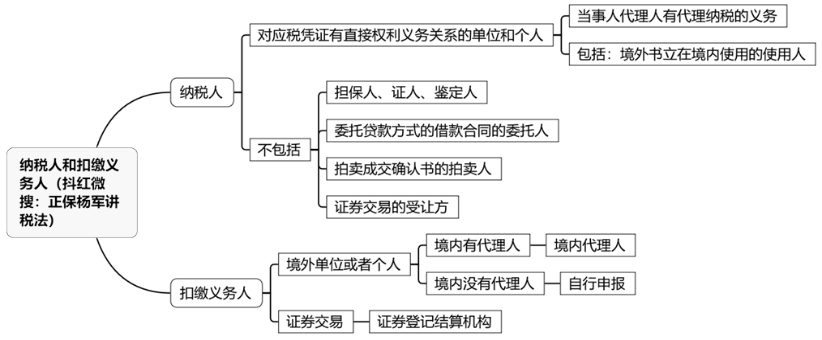 纳税人和扣缴义
务人（抖红微
搜：正保杨军讲
税法）
纳税人
对应税凭证有直接权利义务关系的单位和个人
当事人代理人有代理纳税的义务
包括：境外书立在境内使用的使用人
不包括
担保人、证人、鉴定人
委托贷款方式的借款合同的委托人
拍卖成交确认书的拍卖人
证券交易的受让方
扣缴义务人
境外单位或者个人
境内有代理人
境内代理人
境内没有代理人
自行申报
证券交易
证券登记结算机构